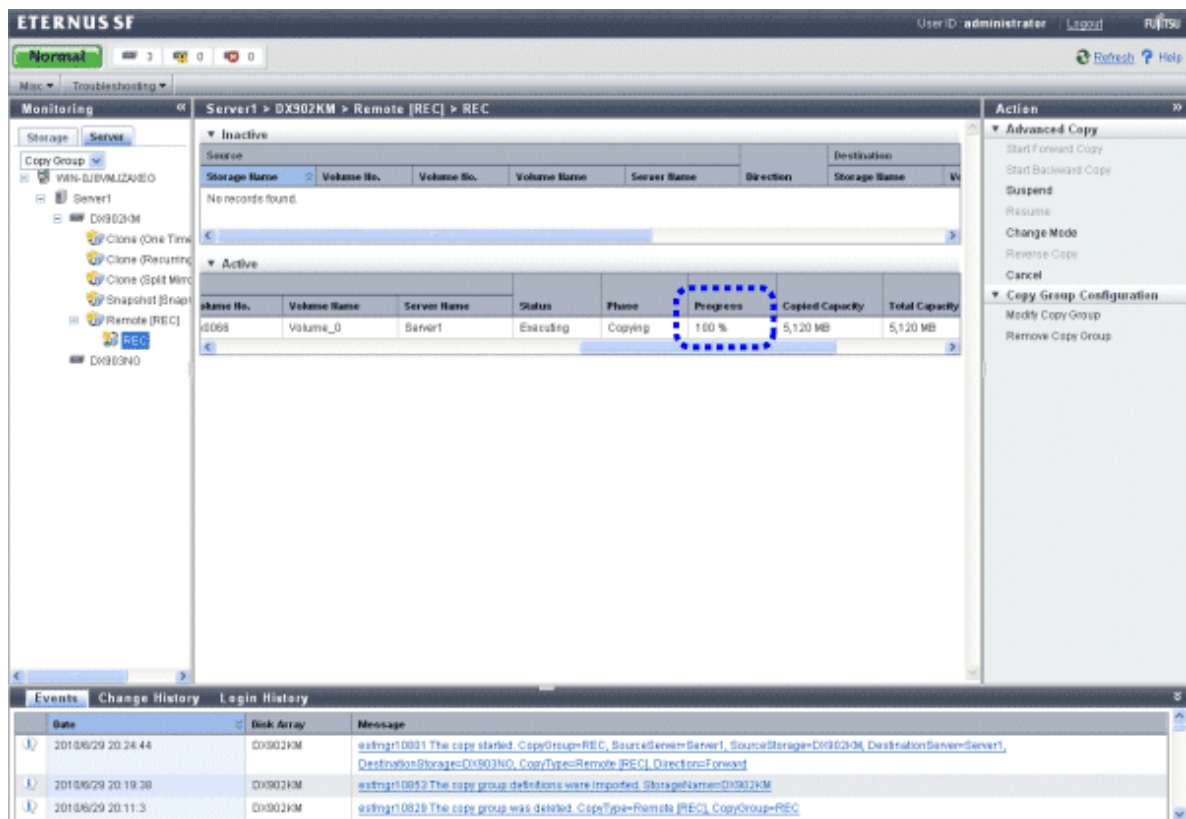 ETERNUS SF
UserID: administrator Logout FUJITSU
Normal 3 0 0
Refresh ? Help
Misc Troubleshooting
Monitoring
Storage Server
Copy Group
Server1
DX902KM
Clone (One Time
Clone (Recurring
Clone (Split Mirro
Snapshot [Snap
Remote [REC]
REC
DX903NO
Server1 > DX902KM > Remote [REC] > REC
Inactive
Source Destination
Storage Name Volume No. Volume No. Volume Name Server Name Direction Storage Name
No records found.
Active
olume No. Volume Name Server Name Status Phase Progress Copied Capacity Total Capacity
Volume_0 Server1 Executing Copying 100 % 5,120 MB 5,120 MB
Action
Advanced Copy
Start Forward Copy
Start Backward Copy
Suspend
Resume
Change Mode
Reverse Copy
Cancel
Copy Group Configuration
Modify Copy Group
Remove Copy Group
Events Change History Login History
Date Disk Array Message
2010/6/29 20:24:44 DX902KM esfmgr10801 The copy started. CopyGroup=REC, SourceServer=Server1, SourceStorage=DX902KM, DestinationServer=Server1,
DestinationStorage=DX903NO, CopyType=Remote [REC], Direction=Forward
2010/6/29 20:19:38 DX902KM esfmgr10853 The copy group definitions were imported. StorageName=DX902KM
2010/6/29 20:11:3 DX902KM esfmgr10829 The copy group was deleted. CopyType=Remote [REC], CopyGroup=REC